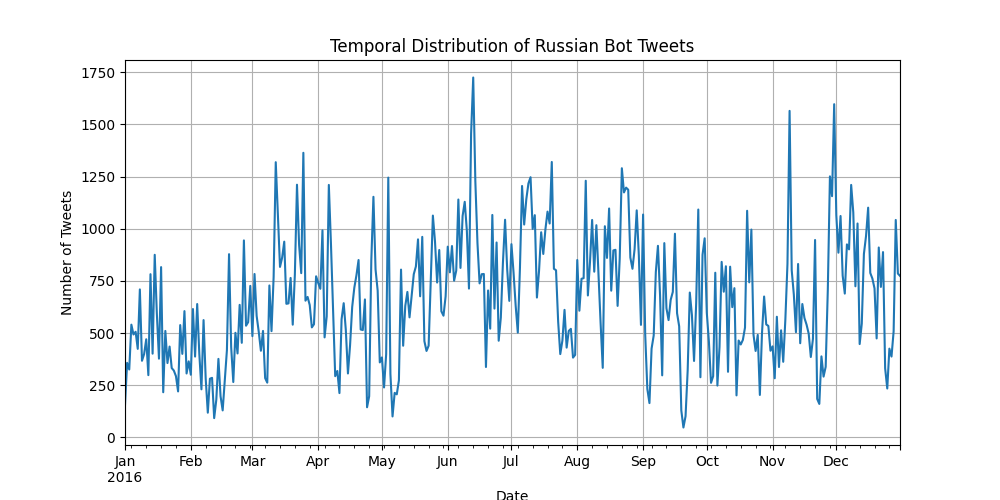 Temporal Distribution of Russian Bot Tweets
Number of Tweets
1750
1500
1250
1000
750
500
250
0
Jan Feb Mar Apr May Jun Jul Aug Sep Oct Nov Dec
2016
Date